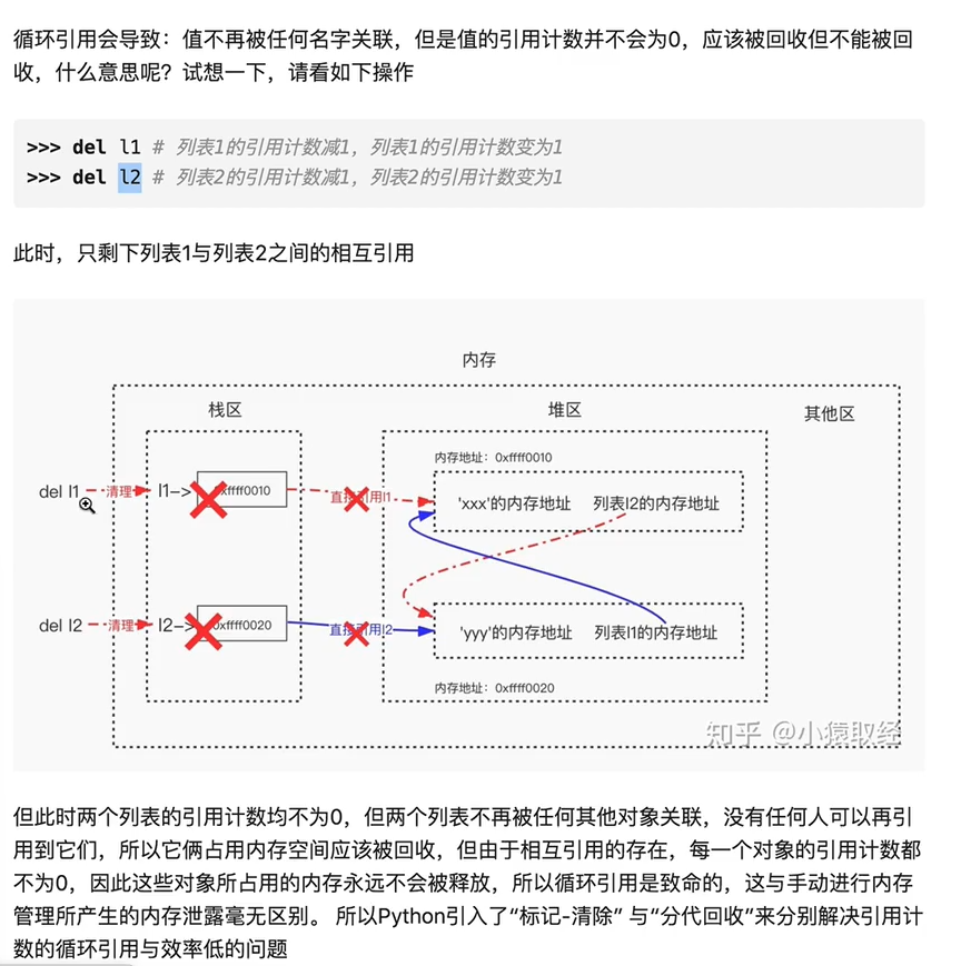 循环引用会导致：值不再被任何名字关联，但是值的引用计数并不会为0，应该被回收但不能被回
收，什么意思呢？试想一下，请看如下操作
>>> del l1 # 列表1的引用计数减1，列表1的引用计数变为1
>>> del l2 # 列表2的引用计数减1，列表2的引用计数变为1
此时，只剩下列表1与列表2之间的相互引用
内存
栈区
堆区
其他区
内存地址：0xffff0010
del l1
清理
l1->
0xffff0010
直接引用l1
'xxx'的内存地址 列表l2的内存地址
del l2
清理
l2->
0xffff0020
直接引用l2
'yyy'的内存地址 列表l1的内存地址
内存地址：0xffff0020
知乎 @小猿取经
但此时两个列表的引用计数均不为0，但两个列表不再被任何其他对象关联，没有任何人可以再引
用到它们，所以它俩占用内存空间应该被回收，但由于相互引用的存在，每一个对象的引用计数都
不为0，因此这些对象所占用的内存永远不会被释放，所以循环引用是致命的，这与手动进行内存
管理所产生的内存泄露毫无区别。 所以Python引入了“标记-清除” 与“分代回收”来分别解决引用计
数的循环引用与效率低的问题